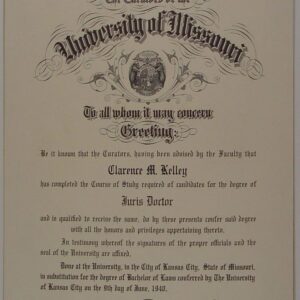 The Curators of the
University of Missouri
To all whom it may concern
Greeting:
Be it known that the Curators, having been advised by the Faculty that
Clarence M. Kelley
has completed the Course of Study required of candidates for the degree of
Juris Doctor
and is qualified to receive the same, do by these presents confer said degree
with all the honors and privileges appertaining thereto.
In testimony whereof the signatures of the proper officials and the
seal of the University are affixed.
Done at the University, in the City of Kansas City, State of Missouri,
in substitution for the degree of Bachelor of Laws conferred by The University
of Kansas City on the 8th day of June, 1940.